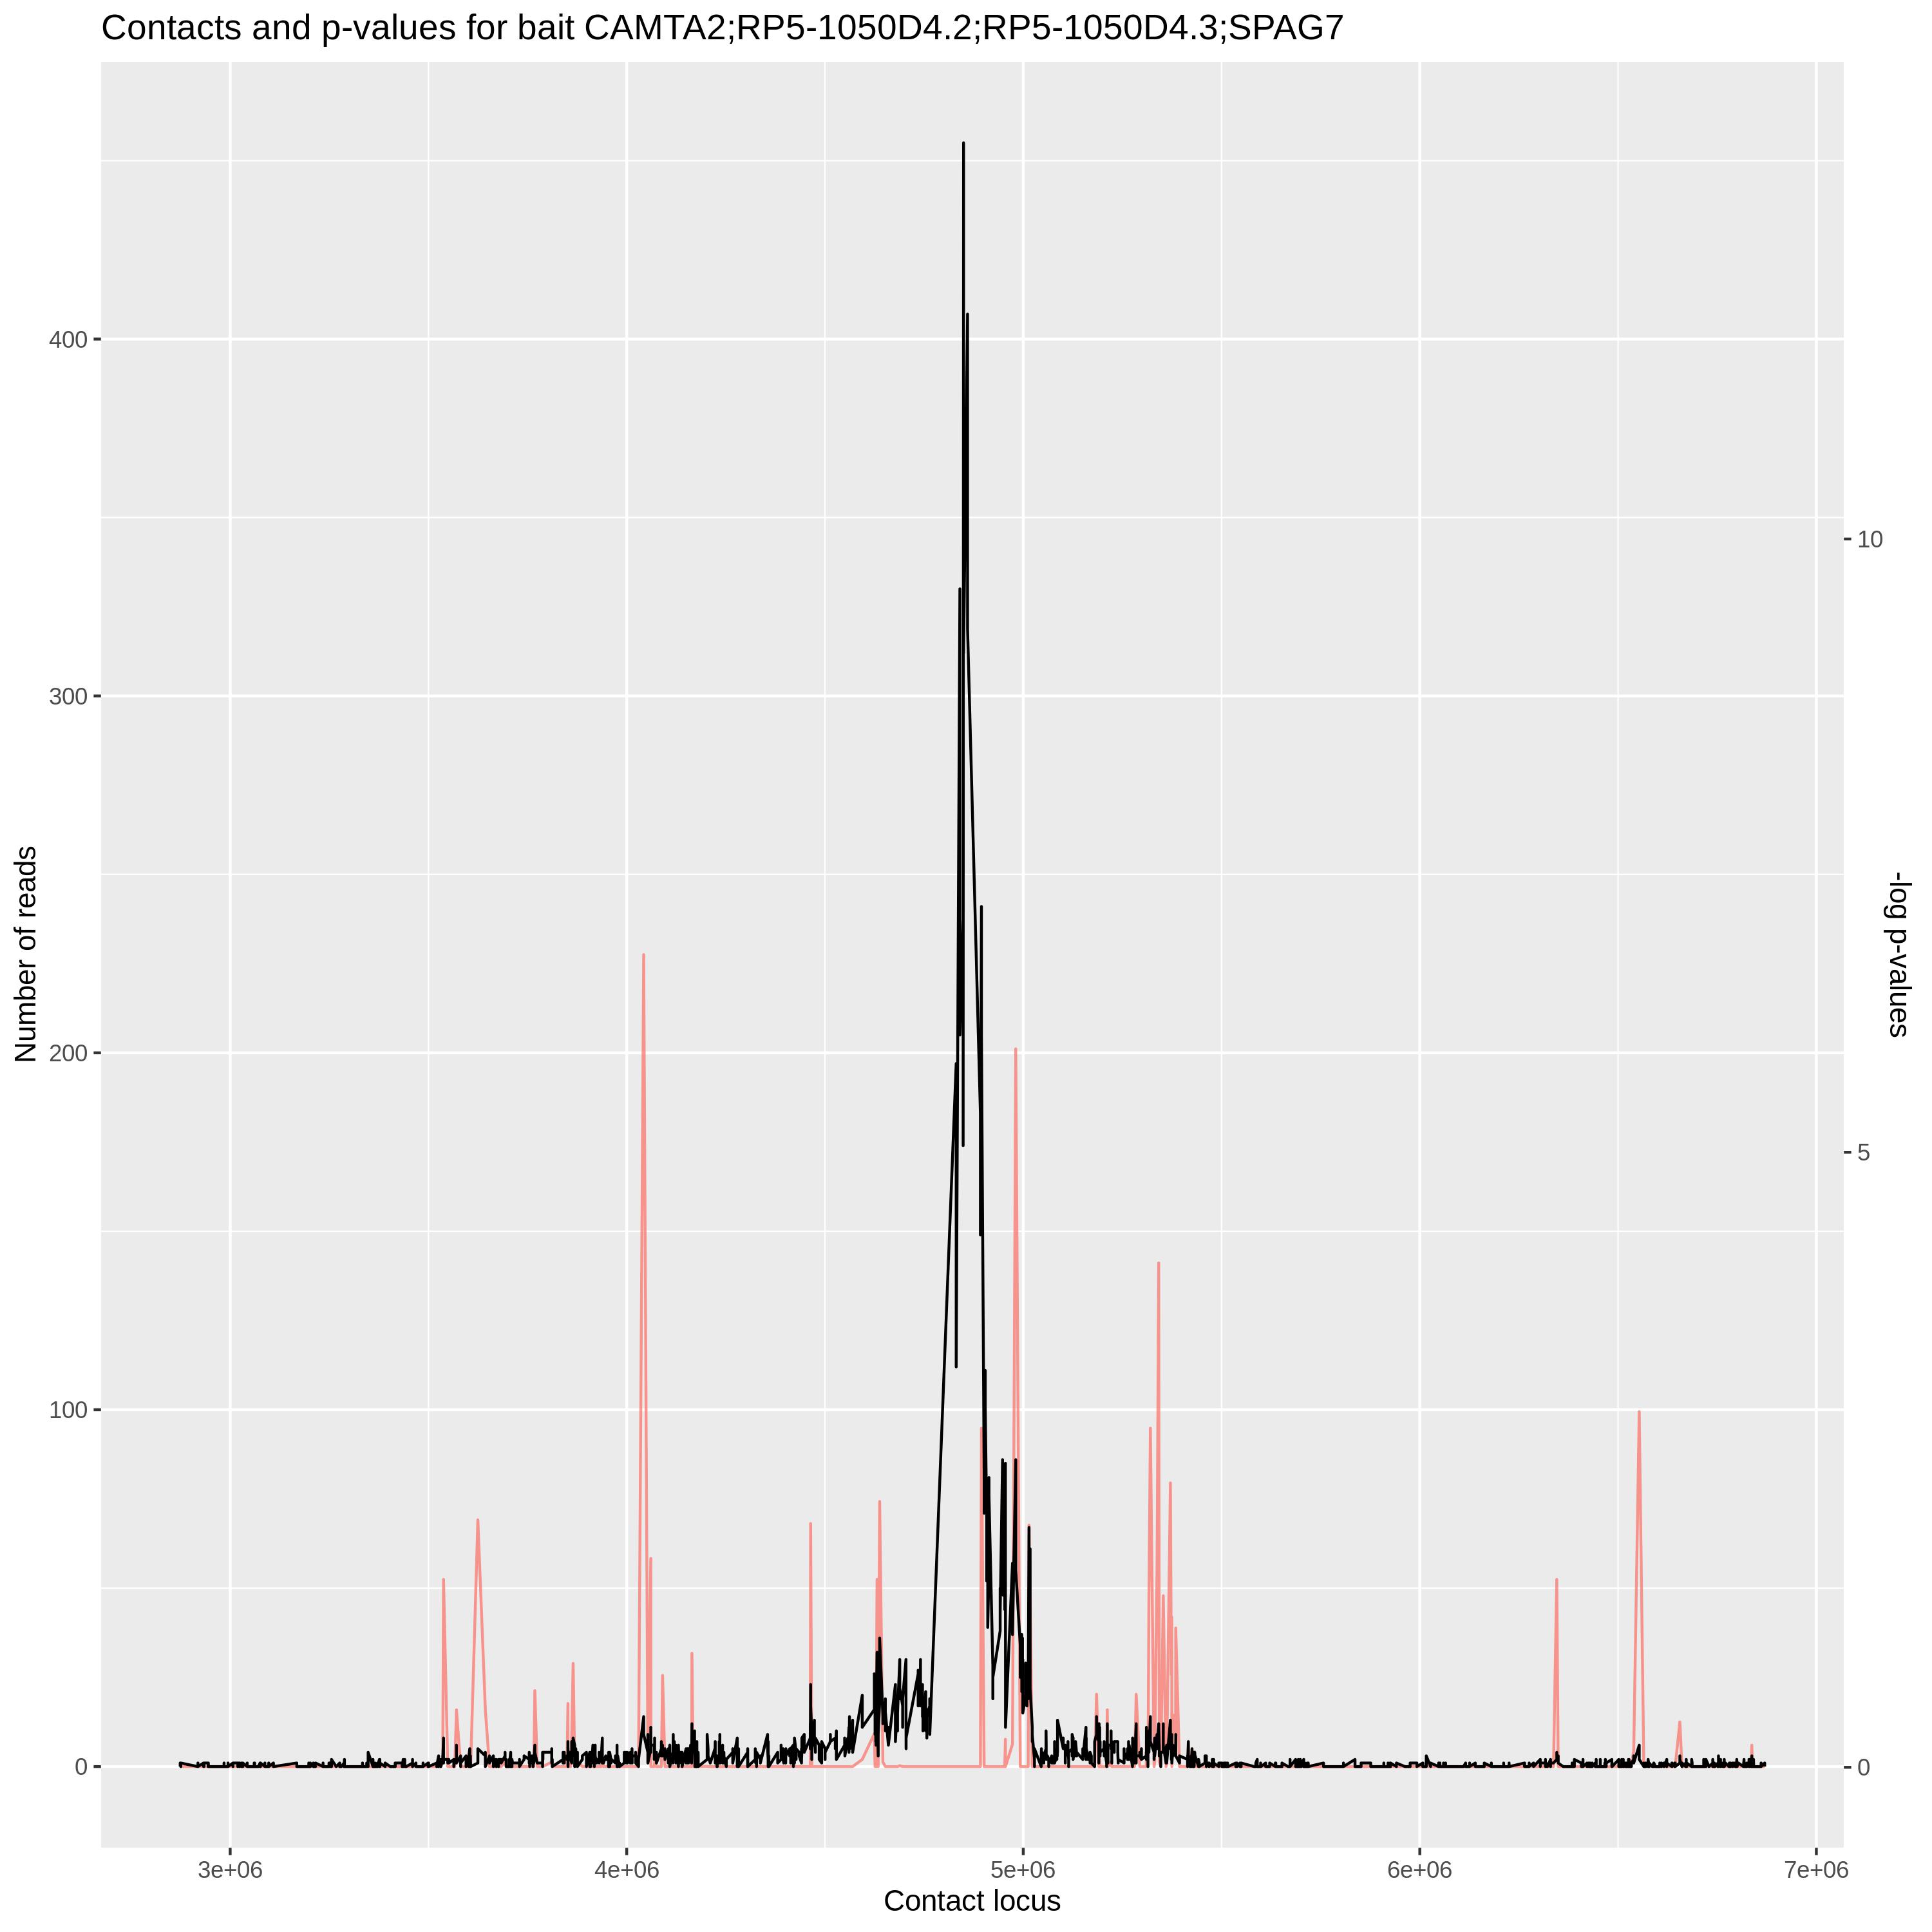 Contacts and p-values for bait CAMTA2;RP5-1050D4.2;RP5-1050D4.3;SPAG7
400
300
200
100
0
Number of reads
10
5
0
-log p-values
3e+06
4e+06
5e+06
6e+06
7e+06
Contact locus